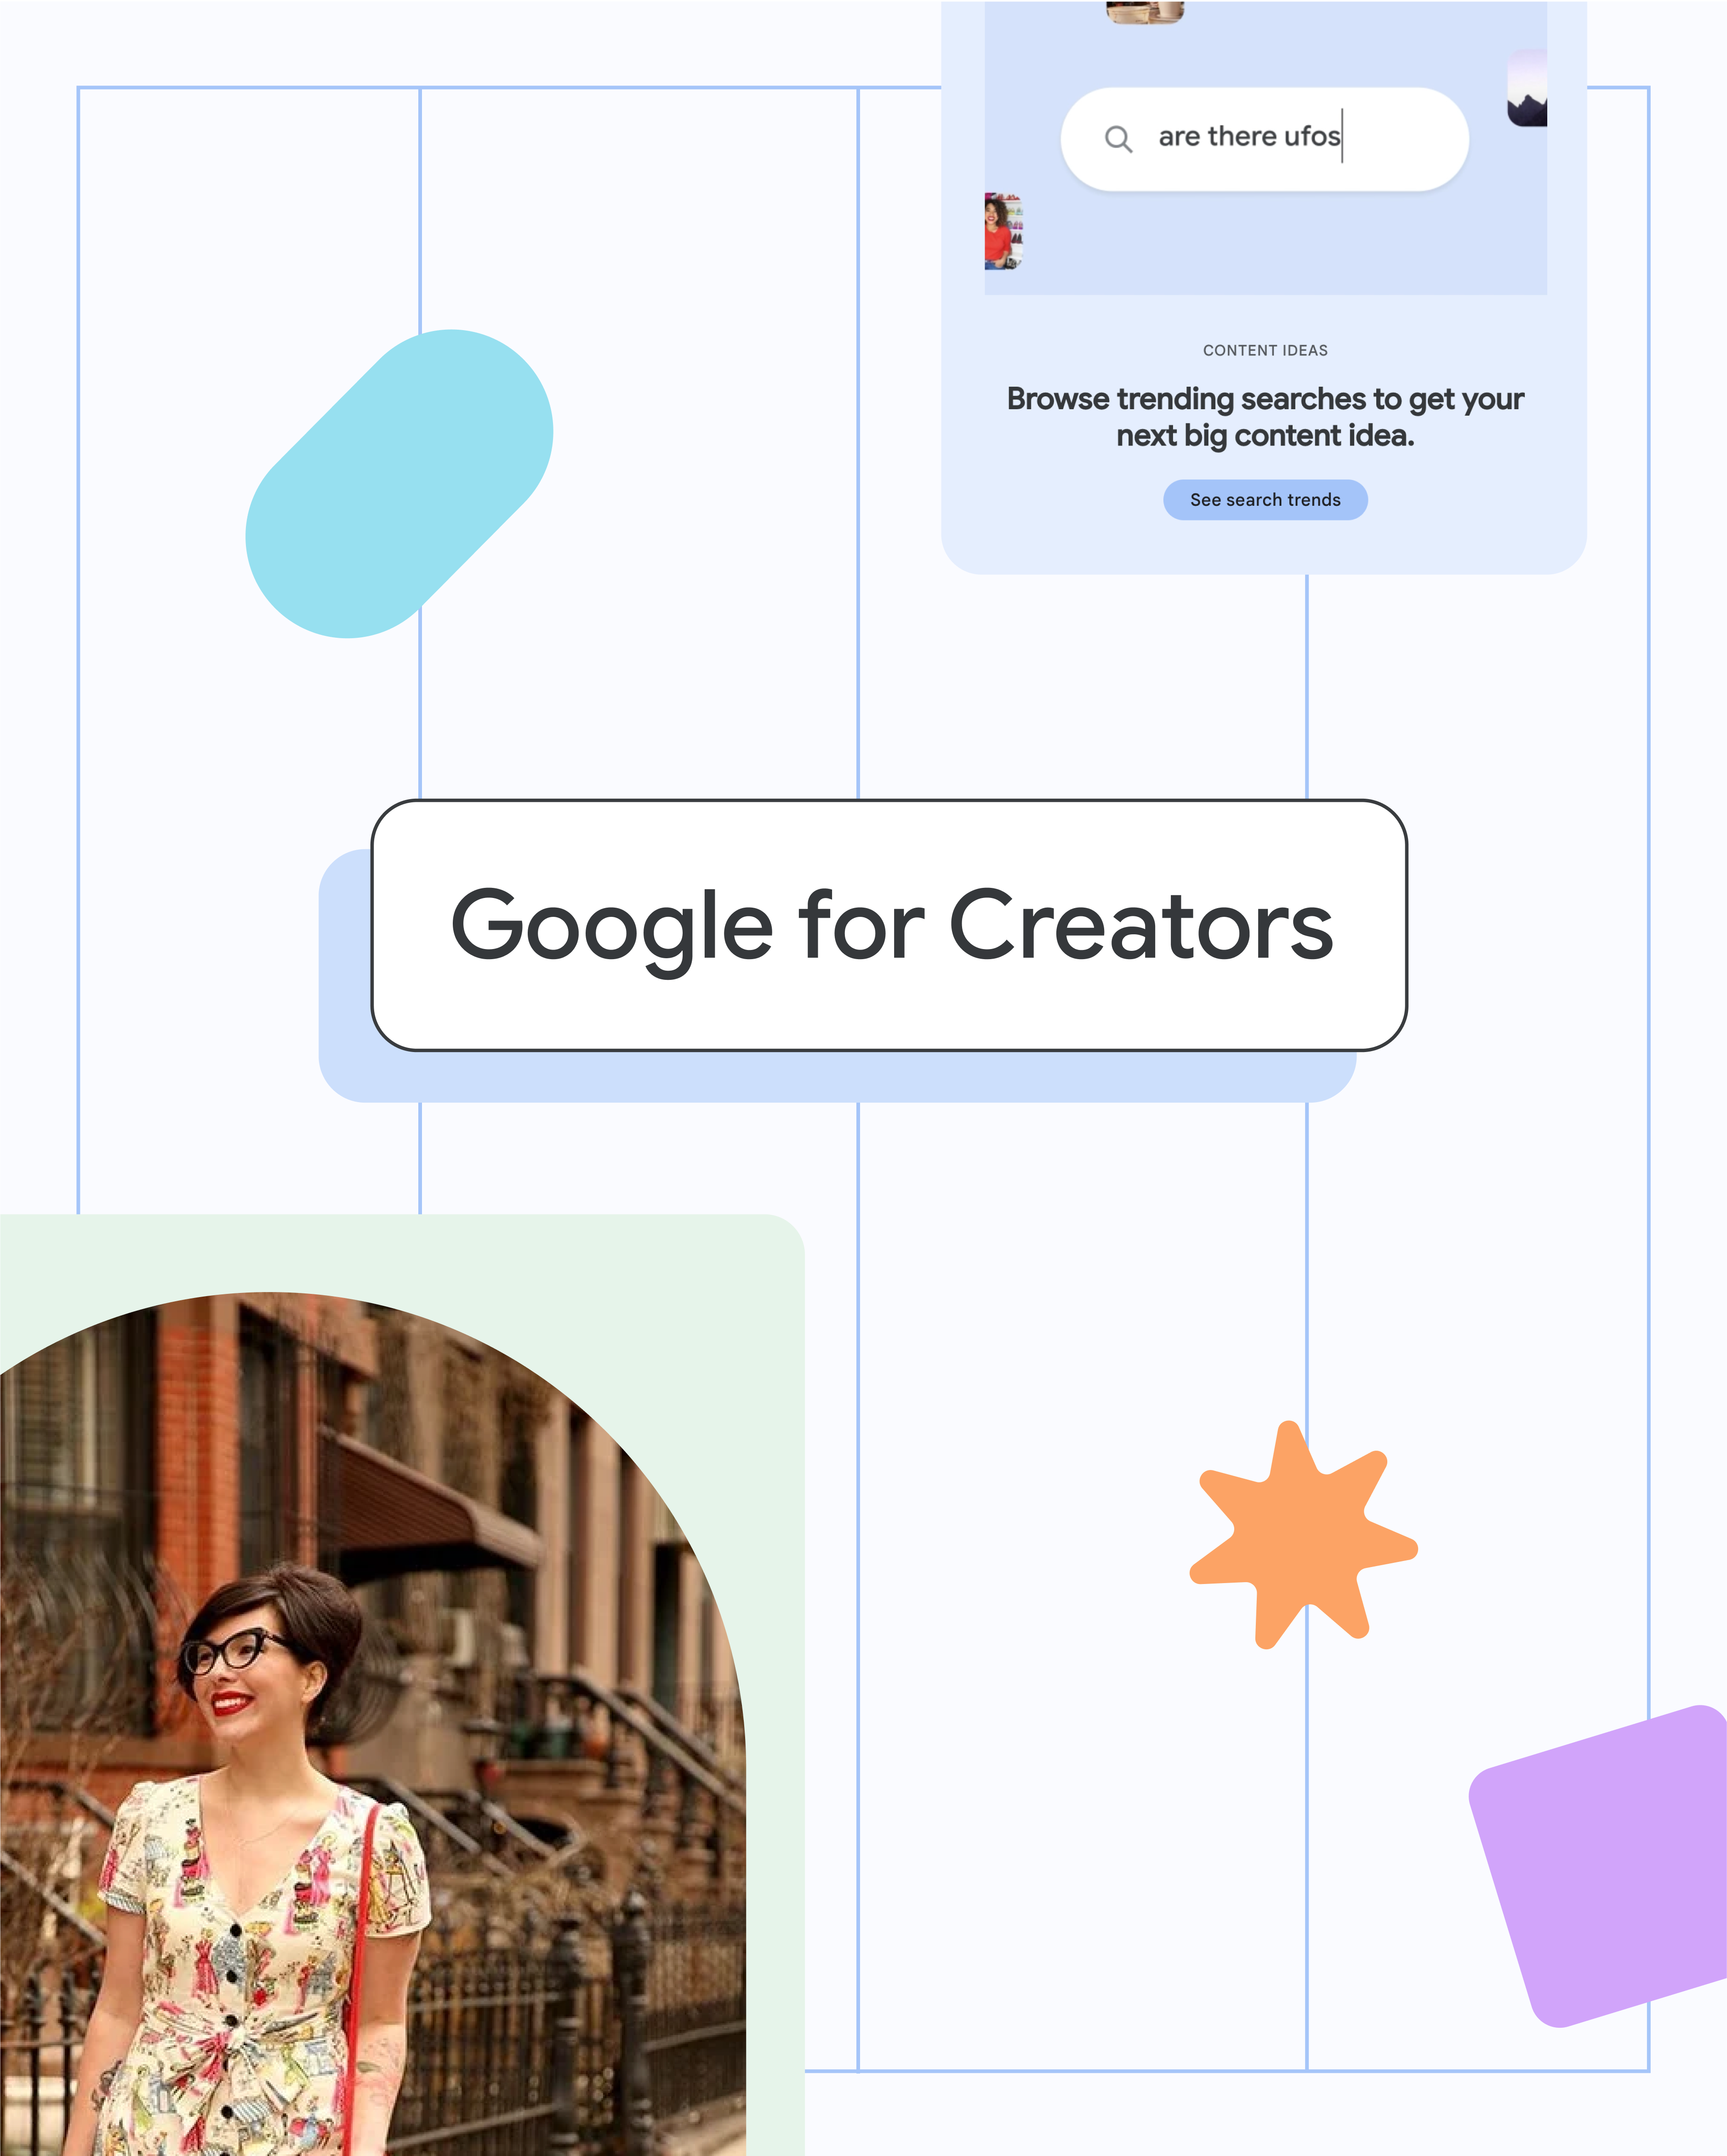 are there ufos
CONTENT IDEAS
Browse trending searches to get your
next big content idea.
See search trends
Google for Creators